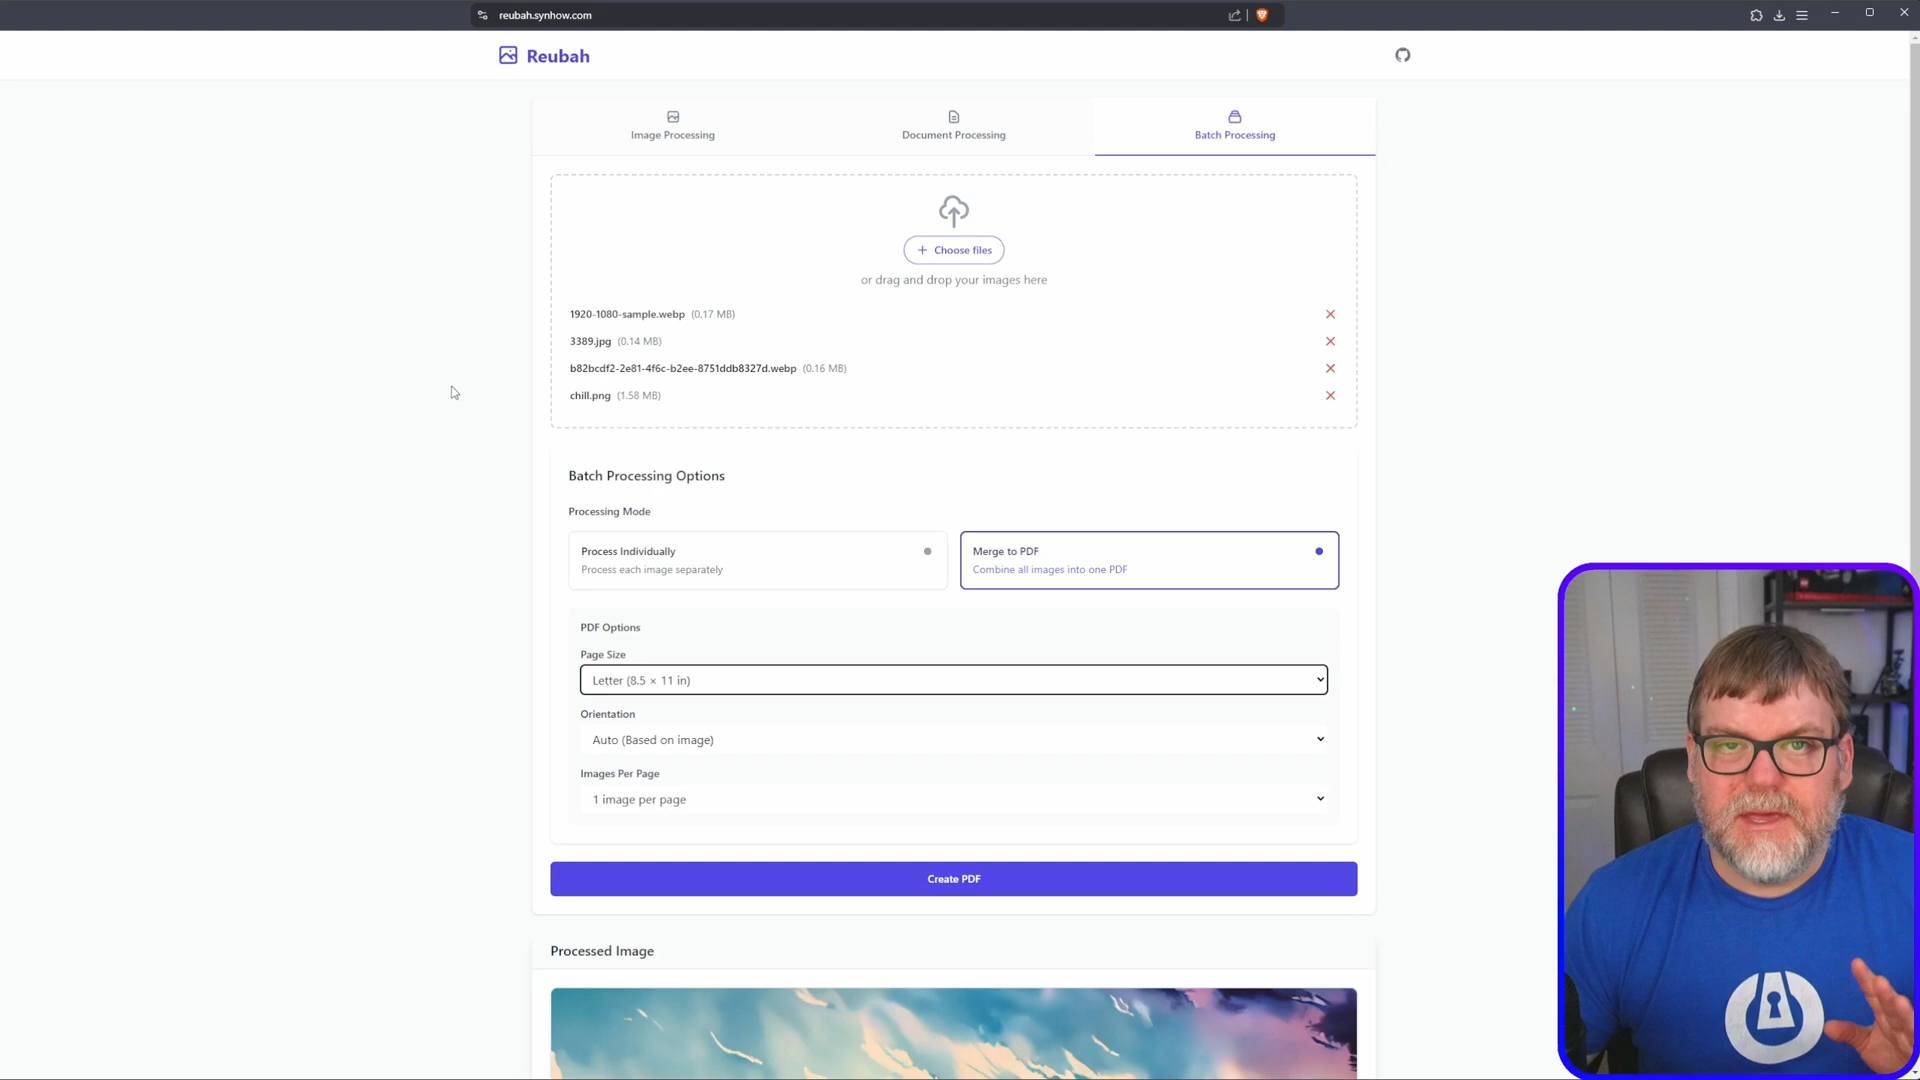 reubah.synhow.com
Reubah
Image Processing
Document Processing
Batch Processing
+ Choose files
or drag and drop your images here
1920-1080-sample.webp (0.17 MB)
3389.jpg (0.14 MB)
b82bcdf2-2e81-4f6c-b2ee-8751ddb8327d.webp (0.16 MB)
chill.png (1.58 MB)
Batch Processing Options
Processing Mode
Process Individually
Process each image separately
Merge to PDF
Combine all images into one PDF
PDF Options
Page Size
Letter (8.5 × 11 in)
Orientation
Auto (Based on image)
Images Per Page
1 image per page
Create PDF
Processed Image